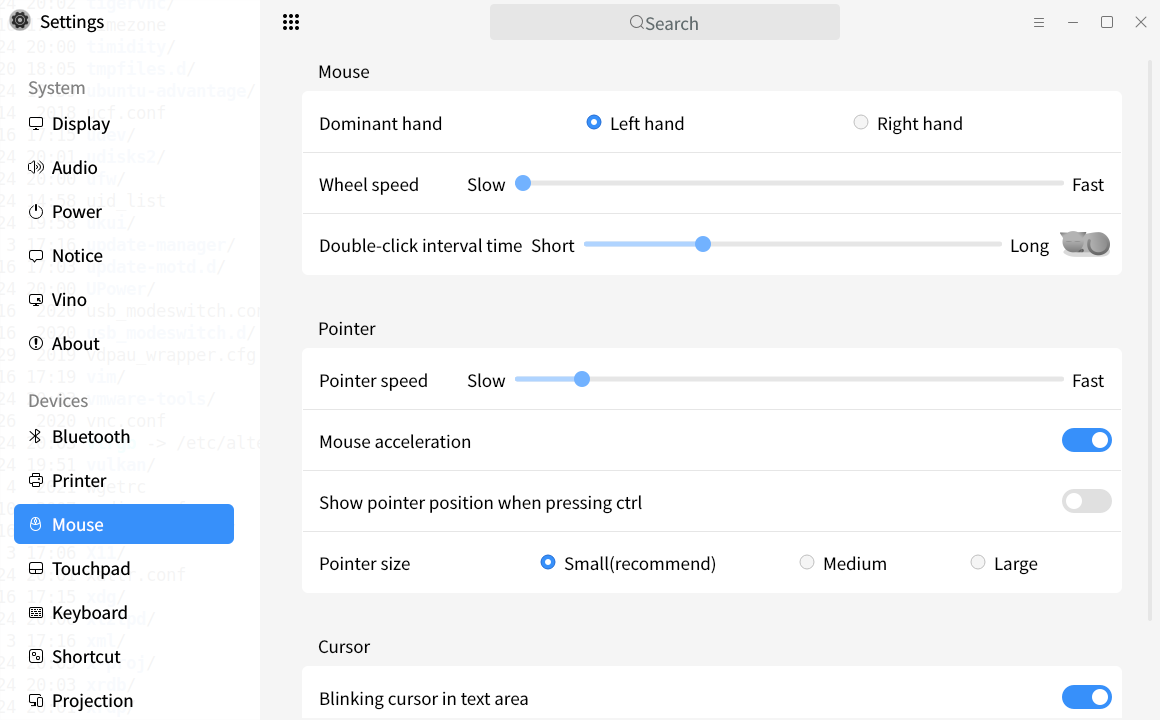 Settings
Search
System
Display
Audio
Power
Notice
Vino
About
Devices
Bluetooth
Printer
Mouse
Touchpad
Keyboard
Shortcut
Projection
Mouse
Dominant hand Left hand Right hand
Wheel speed Slow Fast
Double-click interval time Short Long
Pointer
Pointer speed Slow Fast
Mouse acceleration
Show pointer position when pressing ctrl
Pointer size Small(recommend) Medium Large
Cursor
Blinking cursor in text area